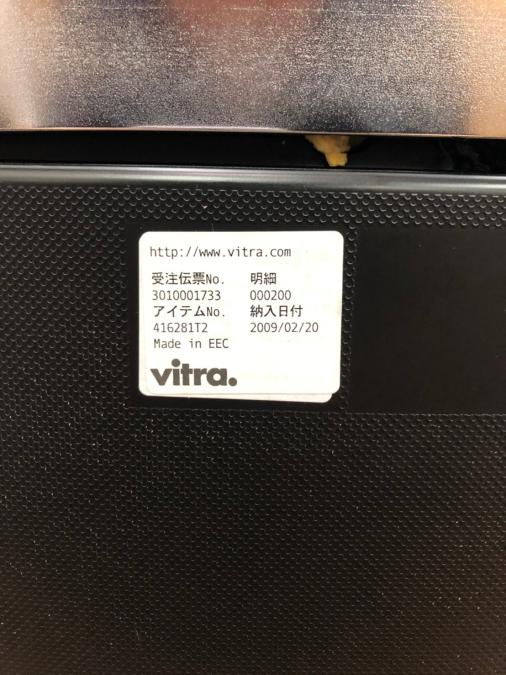 http://www.vitra.com
受注伝票No. 明細
3010001733 000200
アイテムNo. 納入日付
416281T2 2009/02/20
Made in EEC
vitra.